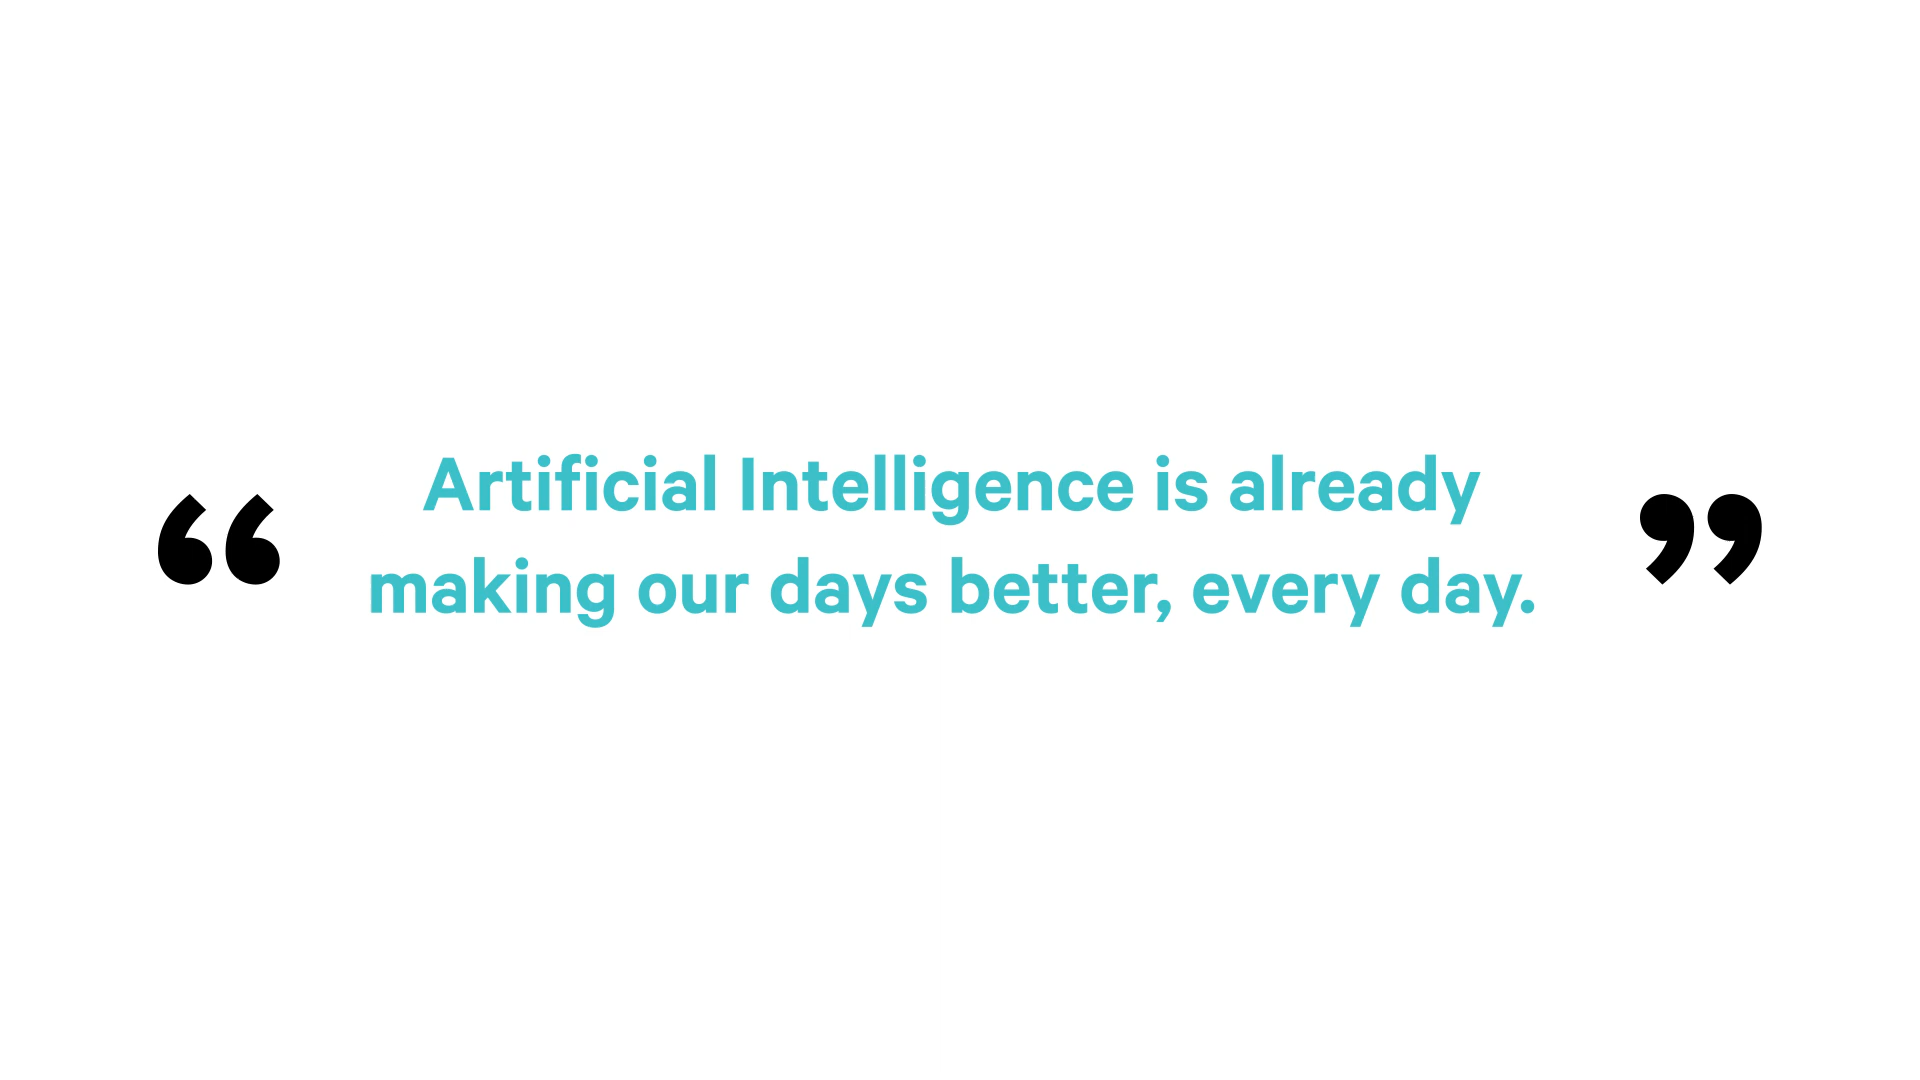 “ Artificial Intelligence is already
making our days better, every day. ”